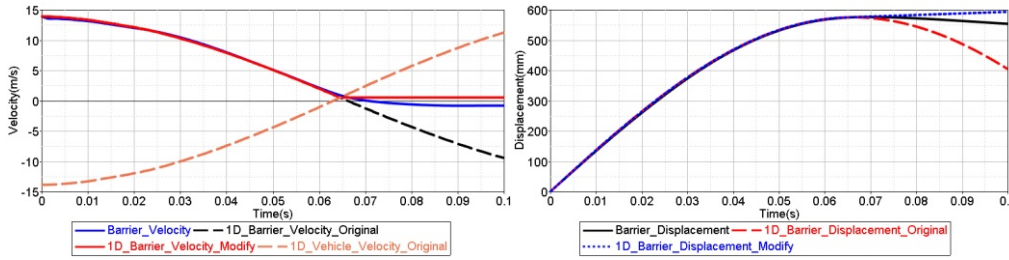 15
10
5
0
-5
-10
-15
Velocity(m/s)
0 0.01 0.02 0.03 0.04 0.05 0.06 0.07 0.08 0.09 0.1
Time(s)
Barrier_Velocity 1D_Barrier_Velocity_Original
1D_Barrier_Velocity_Modify 1D_Vehicle_Velocity_Original
600
500
400
300
200
100
0
Displacement(mm)
0 0.01 0.02 0.03 0.04 0.05 0.06 0.07 0.08 0.09 0.1
Time(s)
Barrier_Displacement 1D_Barrier_Displacement_Original
1D_Barrier_Displacement_Modify